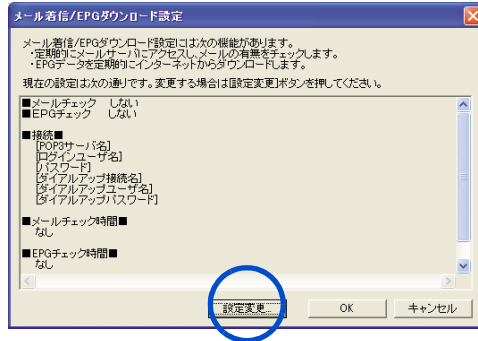 メール着信/EPGダウンロード設定
メール着信/EPGダウンロード設定には次の機能があります。
・定期的にメールサーバにアクセスし、メールの有無をチェックします。
・EPGデータを定期的にインターネットからダウンロードします。
現在の設定は次の通りです。変更する場合は[設定変更]ボタンを押してください。
■メールチェック しない
■EPGチェック しない
■接続■
[POP3サーバ名]
[ログインユーザ名]
[パスワード]
[ダイアルアップ接続名]
[ダイアルアップユーザ名]
[ダイアルアップパスワード]
■メールチェック時間■
なし
■EPGチェック時間■
なし
設定変更... OK キャンセル